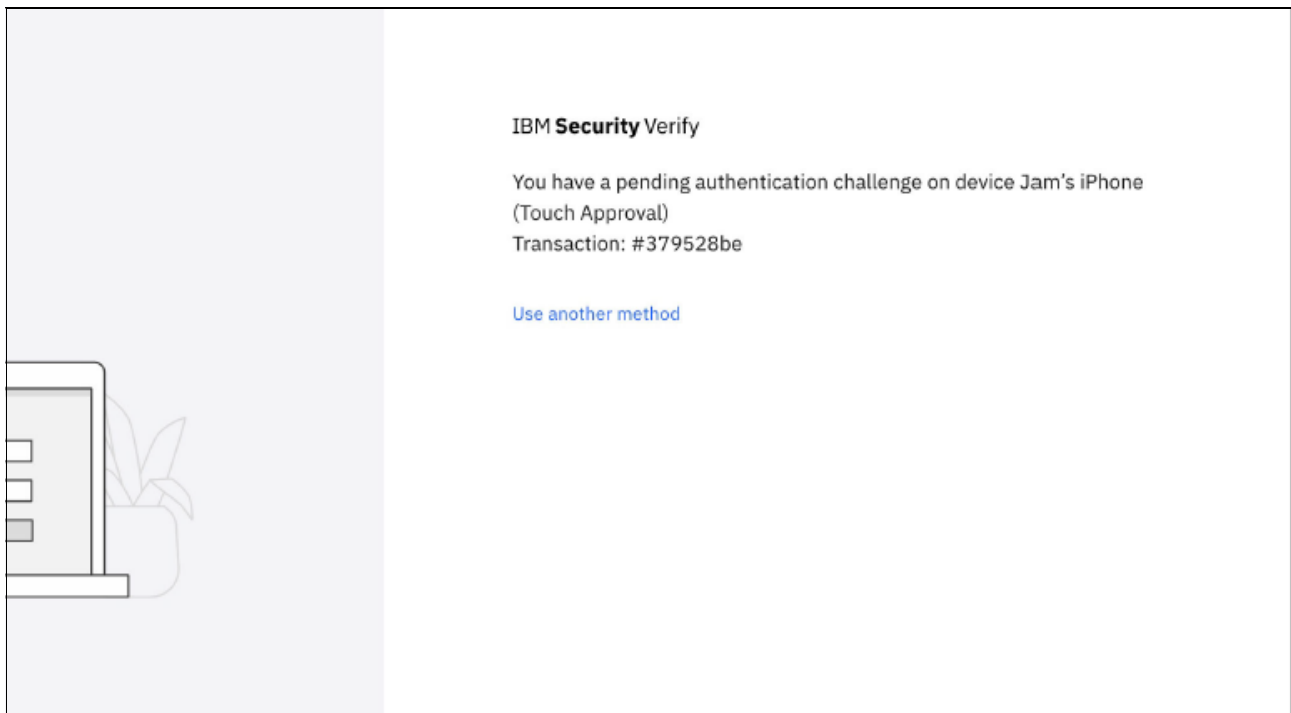 IBM Security Verify
You have a pending authentication challenge on device Jam’s iPhone
(Touch Approval)
Transaction: #379528be
Use another method